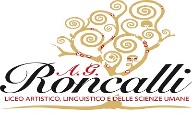 A.G.
Roncalli
LICEO ARTISTICO, LINGUISTICO E DELLE SCIENZE UMANE